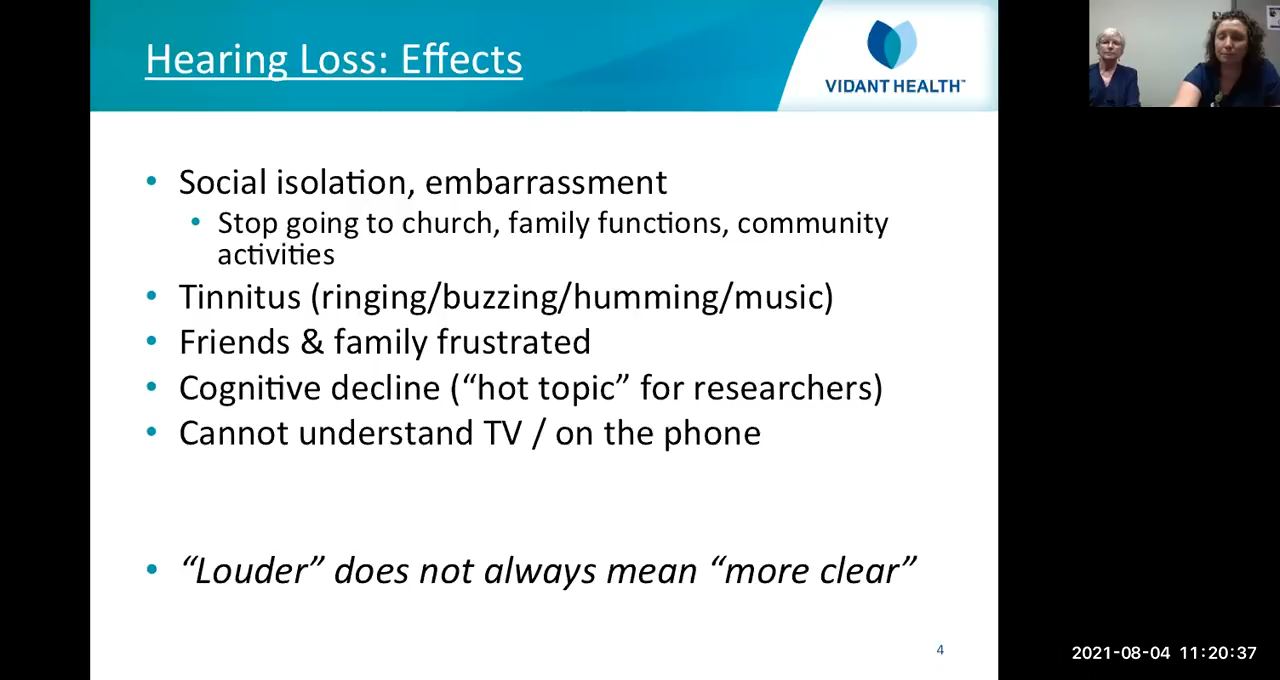 Hearing Loss: Effects
VIDANT HEALTH™
• Social isolation, embarrassment
• Stop going to church, family functions, community
activities
• Tinnitus (ringing/buzzing/humming/music)
• Friends & family frustrated
• Cognitive decline (“hot topic” for researchers)
• Cannot understand TV / on the phone
• “Louder” does not always mean “more clear”
4
2021-08-04 11:20:37